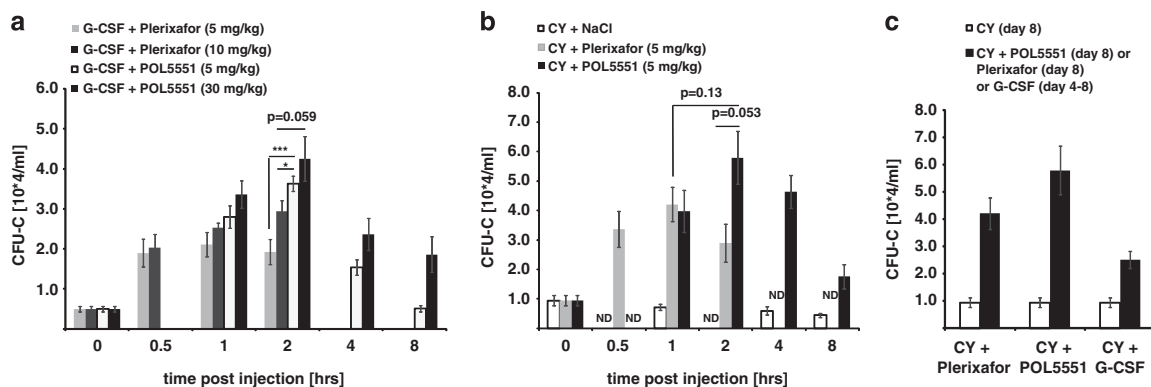 a
G-CSF + Plerixafor (5 mg/kg)
G-CSF + Plerixafor (10 mg/kg)
G-CSF + POL5551 (5 mg/kg)
G-CSF + POL5551 (30 mg/kg)
CFU-C [10*4/ml]
6.0
5.0
4.0
3.0
2.0
1.0
p=0.059
***
*
0 0.5 1 2 4 8
time post injection [hrs]
b
CY + NaCl
CY + Plerixafor (5 mg/kg)
CY + POL5551 (5 mg/kg)
CFU-C [10*4/ml]
8.0
7.0
6.0
5.0
4.0
3.0
2.0
1.0
p=0.13
p=0.053
ND ND ND ND ND
0 0.5 1 2 4 8
time post injection [hrs]
c
CY (day 8)
CY + POL5551 (day 8) or
Plerixafor (day 8)
or G-CSF (day 4-8)
CFU-C [10*4/ml]
8.0
7.0
6.0
5.0
4.0
3.0
2.0
1.0
0
CY + CY + CY +
Plerixafor POL5551 G-CSF